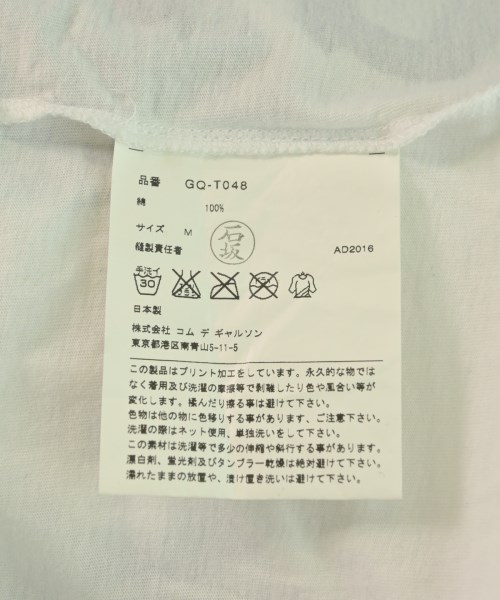 品番 GQ-T048
綿 100%
サイズ M
石坂
縫製責任者 AD2016
手洗イ
30
日本製
株式会社 コム デ ギャルソン
東京都港区南青山5-11-5
この製品はプリント加工をしています。永久的な物では
なく着用及び洗濯の摩擦等で剥離したり色や風合い等が
変化します。揉んだり擦る事は避けて下さい。
色物は他の物に色移りする事があります、ご注意下さい。
洗濯の際はネット使用、単独洗いをして下さい。
この素材は洗濯等で多少の伸縮や斜行する事があります。
漂白剤、蛍光剤及びタンブラー乾燥は絶対避けて下さい。
濡れたままの放置や、漬け置き洗いは避けて下さい。